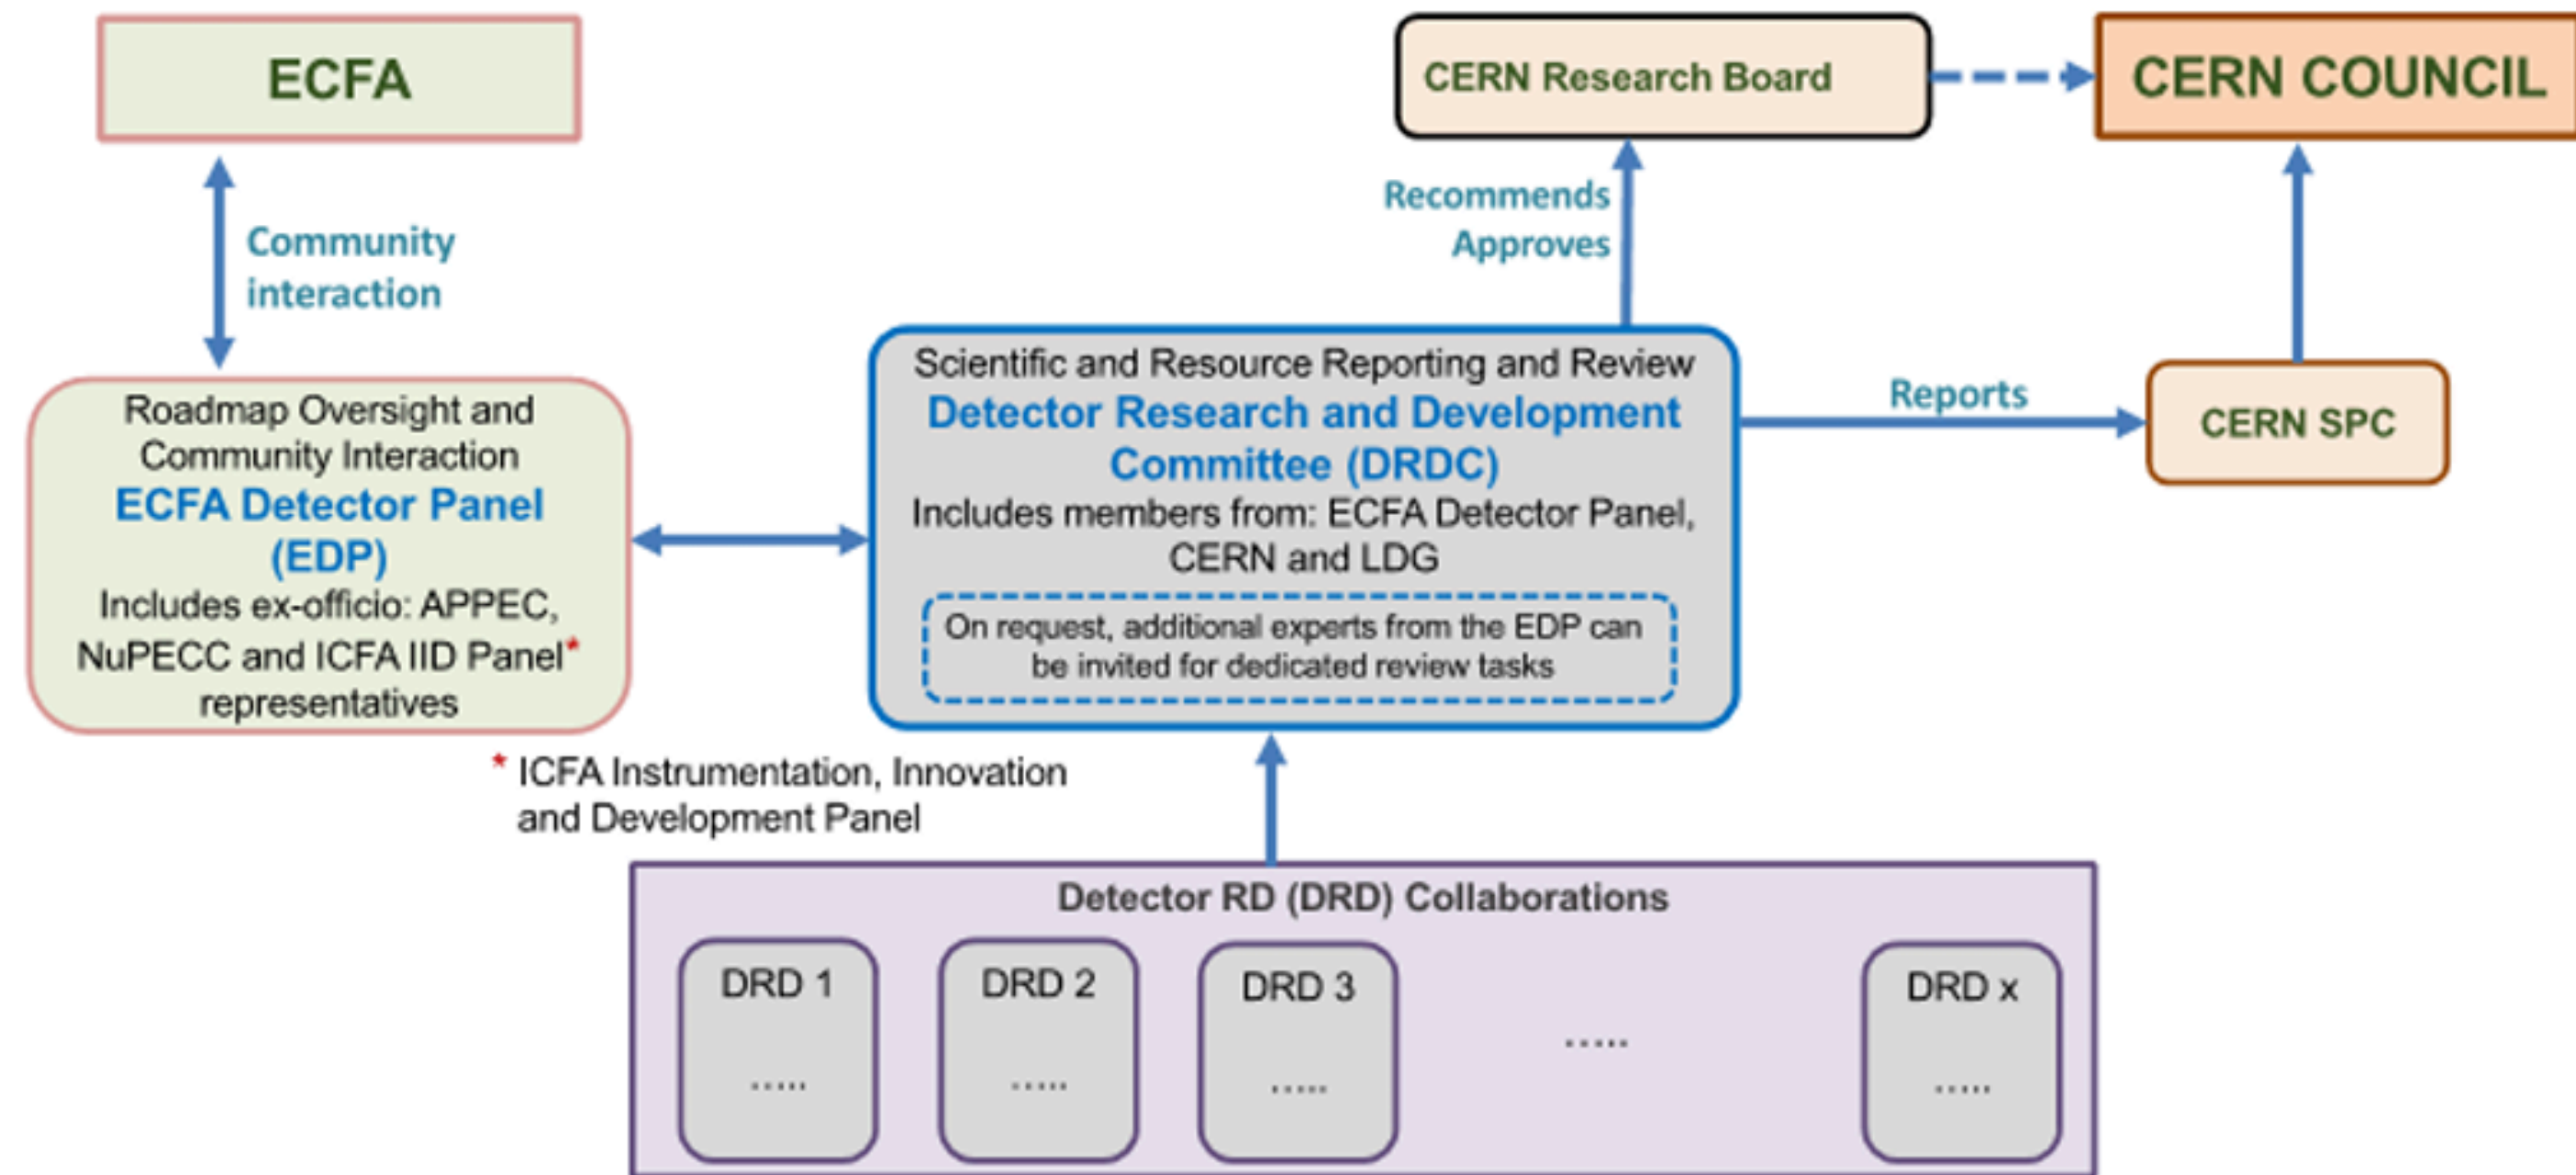 ECFA
CERN Research Board
CERN COUNCIL
Community
interaction
Recommends
Approves
Roadmap Oversight and
Community Interaction
ECFA Detector Panel
(EDP)
Includes ex-officio: APPEC,
NuPECC and ICFA IID Panel*
representatives
Scientific and Resource Reporting and Review
Detector Research and Development
Committee (DRDC)
Includes members from: ECFA Detector Panel,
CERN and LDG
On request, additional experts from the EDP can
be invited for dedicated review tasks
Reports
CERN SPC
* ICFA Instrumentation, Innovation
and Development Panel
Detector RD (DRD) Collaborations
DRD 1
.....
DRD 2
.....
DRD 3
.....
.....
DRD x
.....